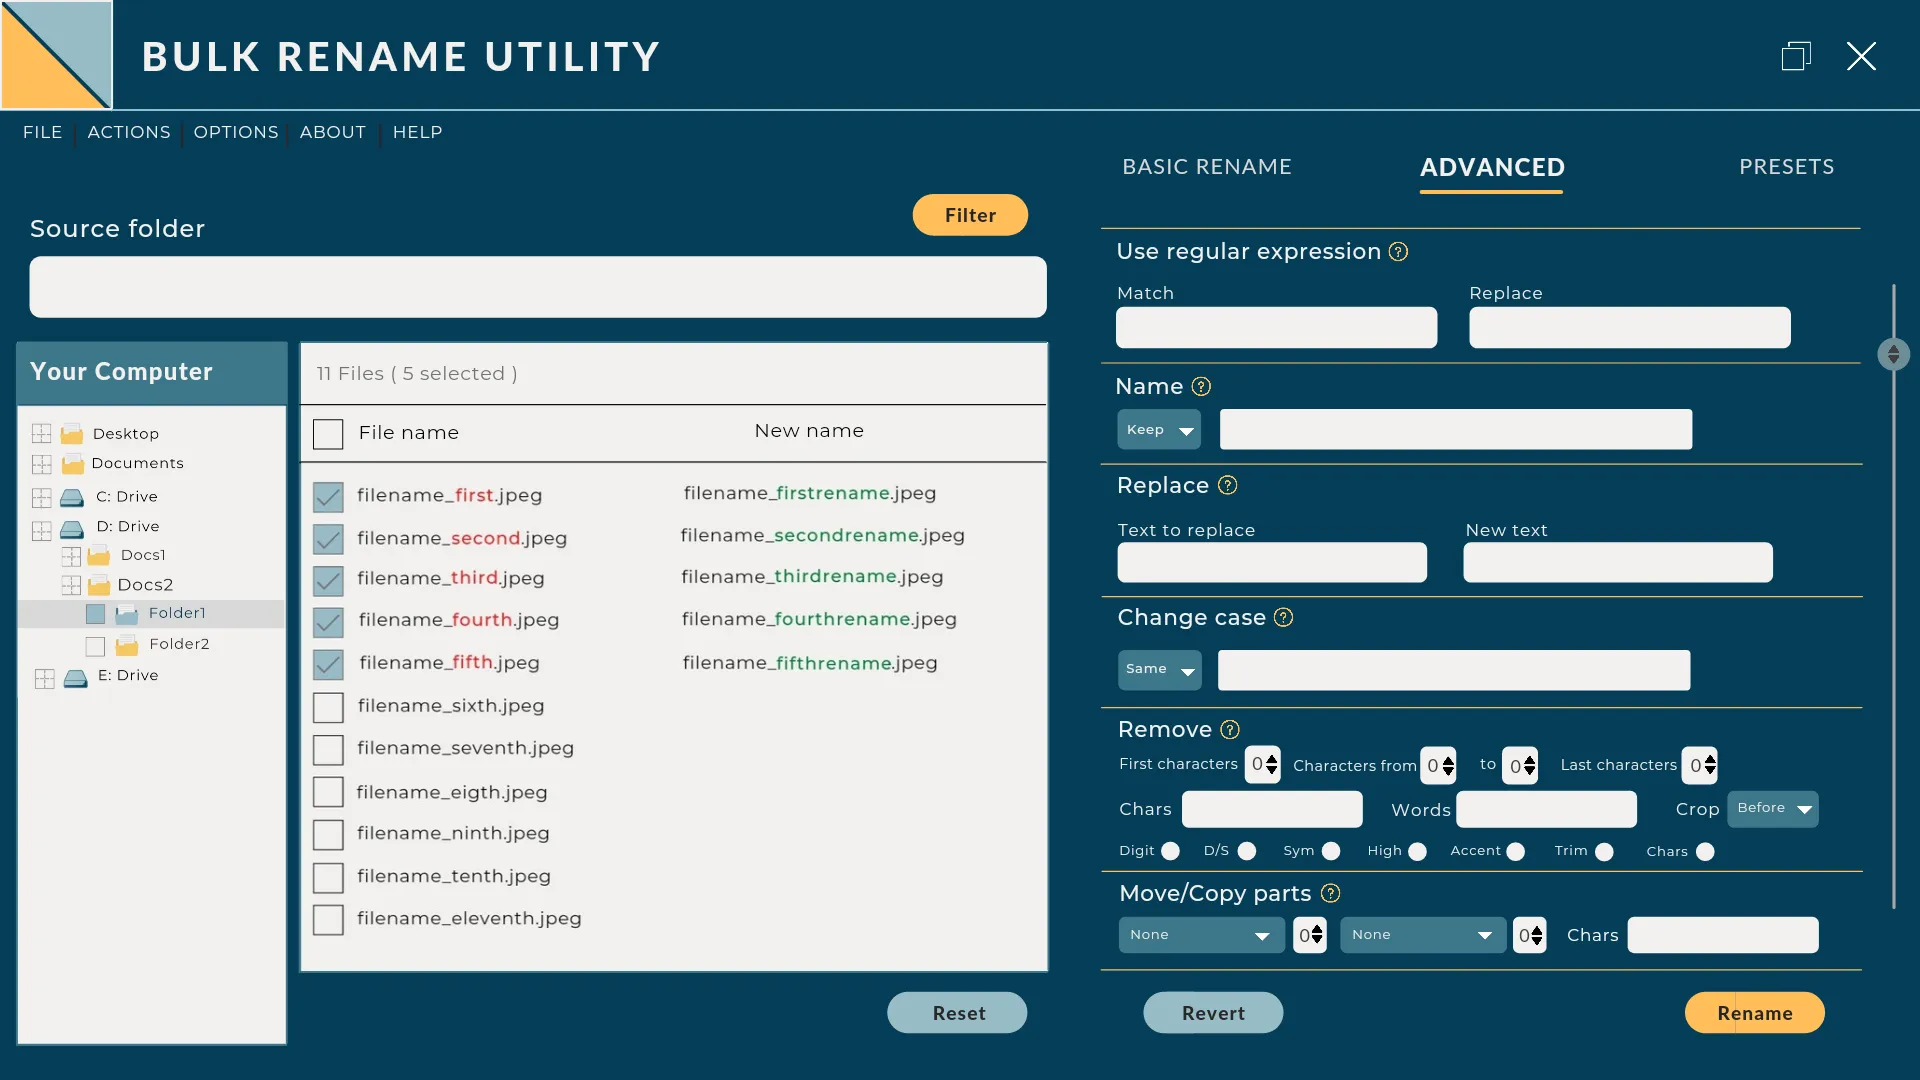 BULK RENAME UTILITY
FILE ACTIONS OPTIONS ABOUT HELP
BASIC RENAME ADVANCED PRESETS
Source folder
Filter
Your Computer
Desktop
Documents
C: Drive
D: Drive
Docs1
Docs2
Folder1
Folder2
E: Drive
11 Files ( 5 selected )
File name New name
filename_first.jpeg filename_firstrename.jpeg
filename_second.jpeg filename_secondrename.jpeg
filename_third.jpeg filename_thirdrename.jpeg
filename_fourth.jpeg filename_fourthrename.jpeg
filename_fifth.jpeg filename_fifthrename.jpeg
filename_sixth.jpeg
filename_seventh.jpeg
filename_eigth.jpeg
filename_ninth.jpeg
filename_tenth.jpeg
filename_eleventh.jpeg
Reset
Use regular expression ?
Match Replace
Name ?
Keep
Replace ?
Text to replace New text
Change case ?
Same
Remove ?
First characters 0 Characters from 0 to 0 Last characters 0
Chars Words Crop Before
Digit D/S Sym High Accent Trim Chars
Move/Copy parts ?
None 0 None 0 Chars
Revert Rename